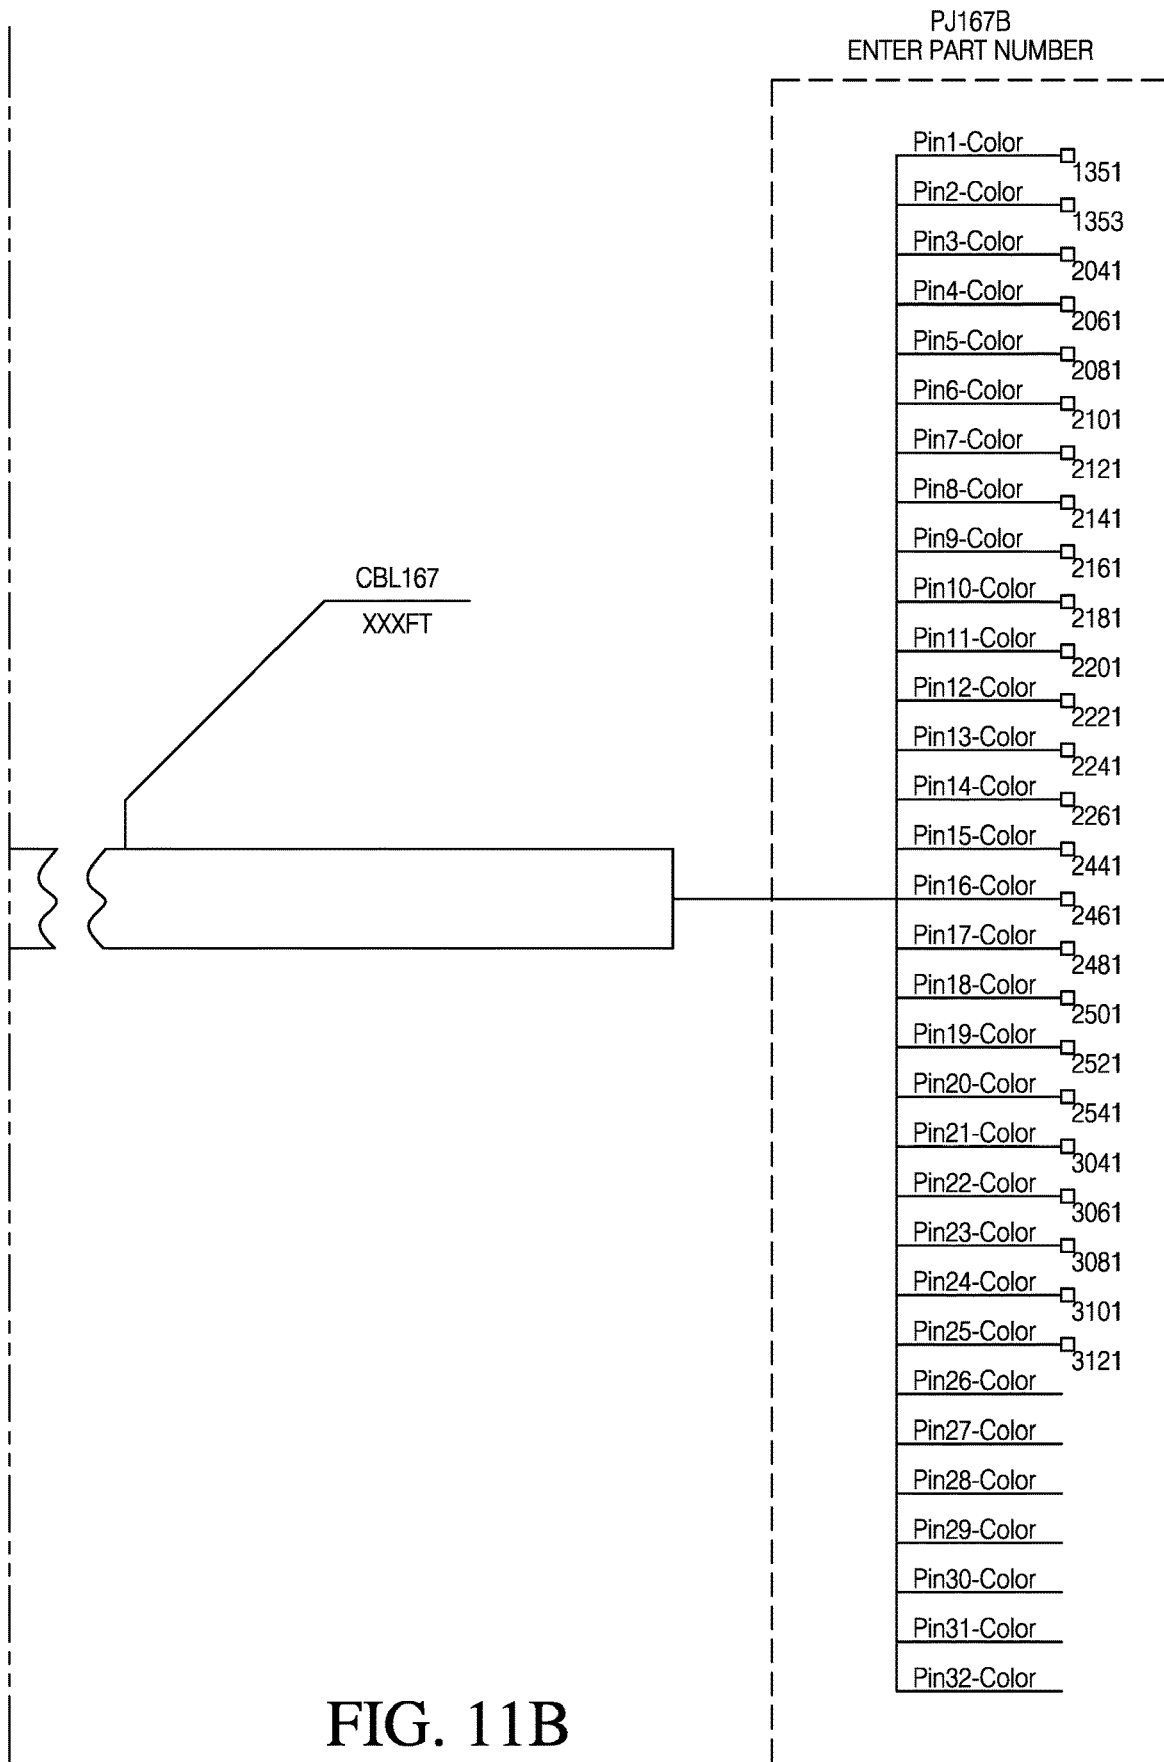 PJ167B
ENTER PART NUMBER
Pin1-Color
1351
Pin2-Color
1353
Pin3-Color
2041
Pin4-Color
2061
Pin5-Color
2081
Pin6-Color
2101
Pin7-Color
2121
Pin8-Color
2141
Pin9-Color
2161
CBL167
XXXFT
Pin10-Color
2181
Pin11-Color
2201
Pin12-Color
2221
Pin13-Color
2241
Pin14-Color
2261
Pin15-Color
2441
Pin16-Color
2461
Pin17-Color
2481
Pin18-Color
2501
Pin19-Color
2521
Pin20-Color
2541
Pin21-Color
3041
Pin22-Color
3061
Pin23-Color
3081
Pin24-Color
3101
Pin25-Color
3121
Pin26-Color
Pin27-Color
Pin28-Color
Pin29-Color
Pin30-Color
Pin31-Color
Pin32-Color
FIG. 11B